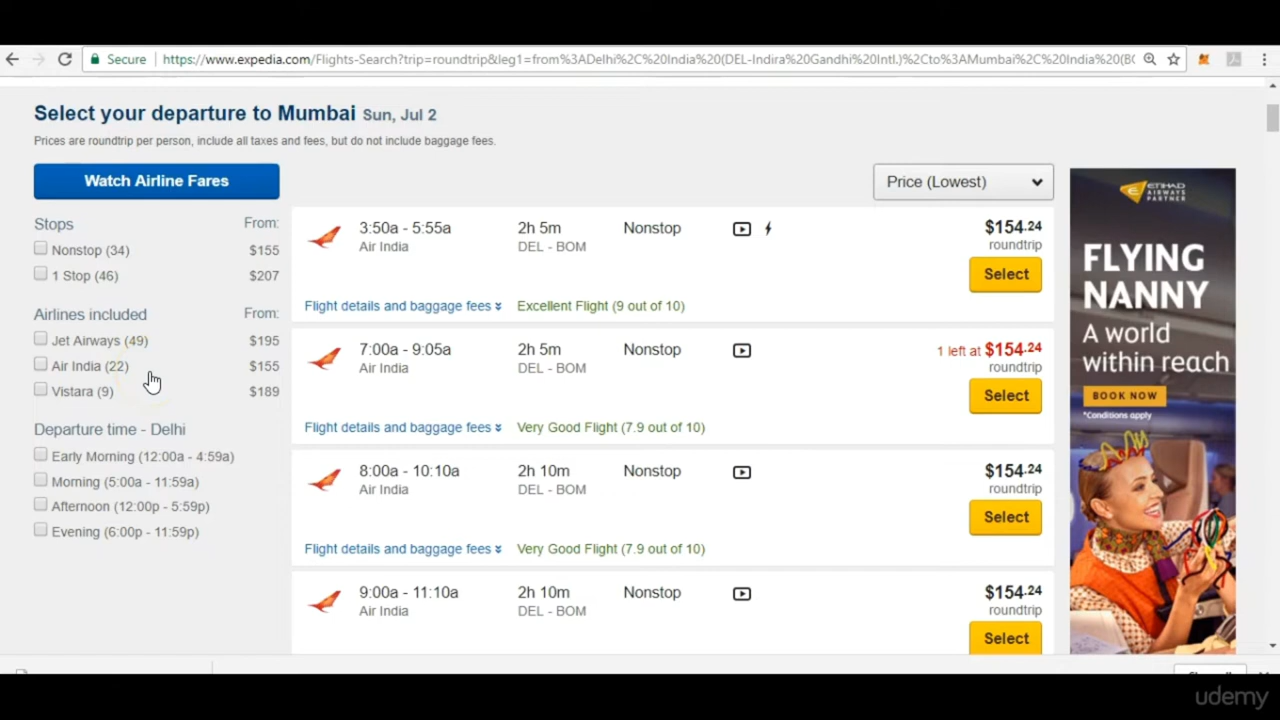 Secure https://www.expedia.com/Flights-Search?trip=roundtrip&leg1=from%3ADelhi%2C%20India%20(DEL-Indira%20Gandhi%20Intl.)%2Cto%3AMumbai%2C%20India%20(BC
Select your departure to Mumbai Sun, Jul 2
Prices are roundtrip per person, include all taxes and fees, but do not include baggage fees.
Watch Airline Fares
Stops From:
Nonstop (34) $155
1 Stop (46) $207
Airlines included From:
Jet Airways (49) $195
Air India (22) $155
Vistara (9) $189
Departure time - Delhi
Early Morning (12:00a - 4:59a)
Morning (5:00a - 11:59a)
Afternoon (12:00p - 5:59p)
Evening (6:00p - 11:59p)
Price (Lowest)
3:50a - 5:55a 2h 5m Nonstop $154.24
Air India DEL - BOM roundtrip
Select
Flight details and baggage fees Excellent Flight (9 out of 10)
7:00a - 9:05a 2h 5m Nonstop 1 left at $154.24
Air India DEL - BOM roundtrip
Select
Flight details and baggage fees Very Good Flight (7.9 out of 10)
8:00a - 10:10a 2h 10m Nonstop $154.24
Air India DEL - BOM roundtrip
Select
Flight details and baggage fees Very Good Flight (7.9 out of 10)
9:00a - 11:10a 2h 10m Nonstop $154.24
Air India DEL - BOM roundtrip
Select
ETIHAD
AIRWAYS
PARTNER
FLYING
NANNY
A world
within reach
BOOK NOW
*Conditions apply
udemy